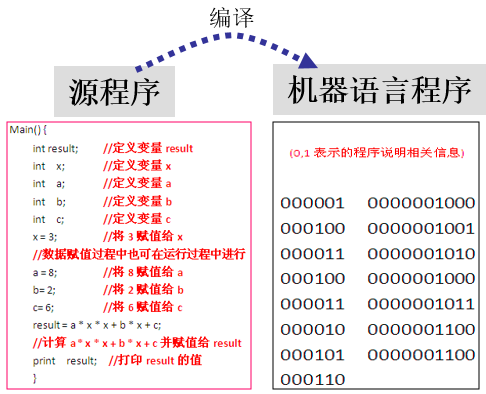 编译
源程序
机器语言程序
Main() {
int result; //定义变量 result
int x; //定义变量 x
int a; //定义变量 a
int b; //定义变量 b
int c; //定义变量 c
x = 3; //将 3 赋值给 x
//数据赋值过程中也可在运行过程中进行
a = 8; //将 8 赋值给 a
b= 2; //将 2 赋值给 b
c= 6; //将 6 赋值给 c
result = a * x * x + b * x + c;
//计算 a * x * x + b * x + c 并赋值给 result
print result; //打印 result 的值
}
(0,1 表示的程序说明相关信息)
000001 0000001000
000100 0000001001
000011 0000001010
000100 0000001000
000011 0000001011
000010 0000001100
000101 0000001100
000110